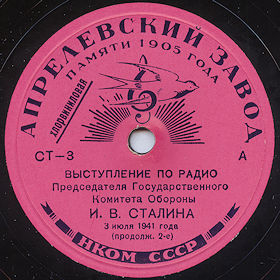 АПРЕЛЕВСКИЙ ЗАВОД
ПАМЯТИ 1905 ГОДА
хлорвиниловая
СТ–3 А
ВЫСТУПЛЕНИЕ ПО РАДИО
Председателя Государственного
Комитета Обороны
И. В. СТАЛИНА
3 июля 1941 года
(продолж. 2-е)
НКОМ СССР